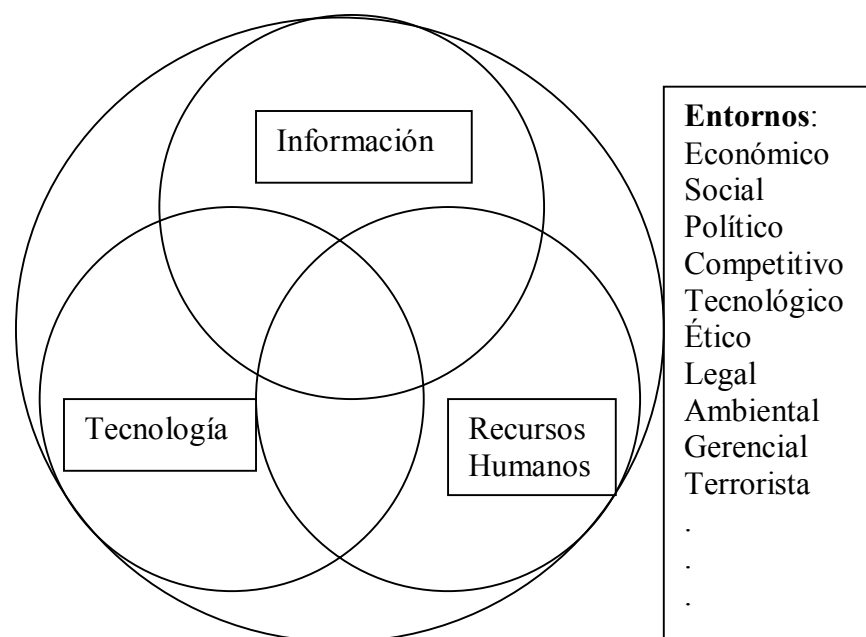 Información
Tecnología
Recursos
Humanos
Entornos:
Económico
Social
Político
Competitivo
Tecnológico
Ético
Legal
Ambiental
Gerencial
Terrorista
.
.
.